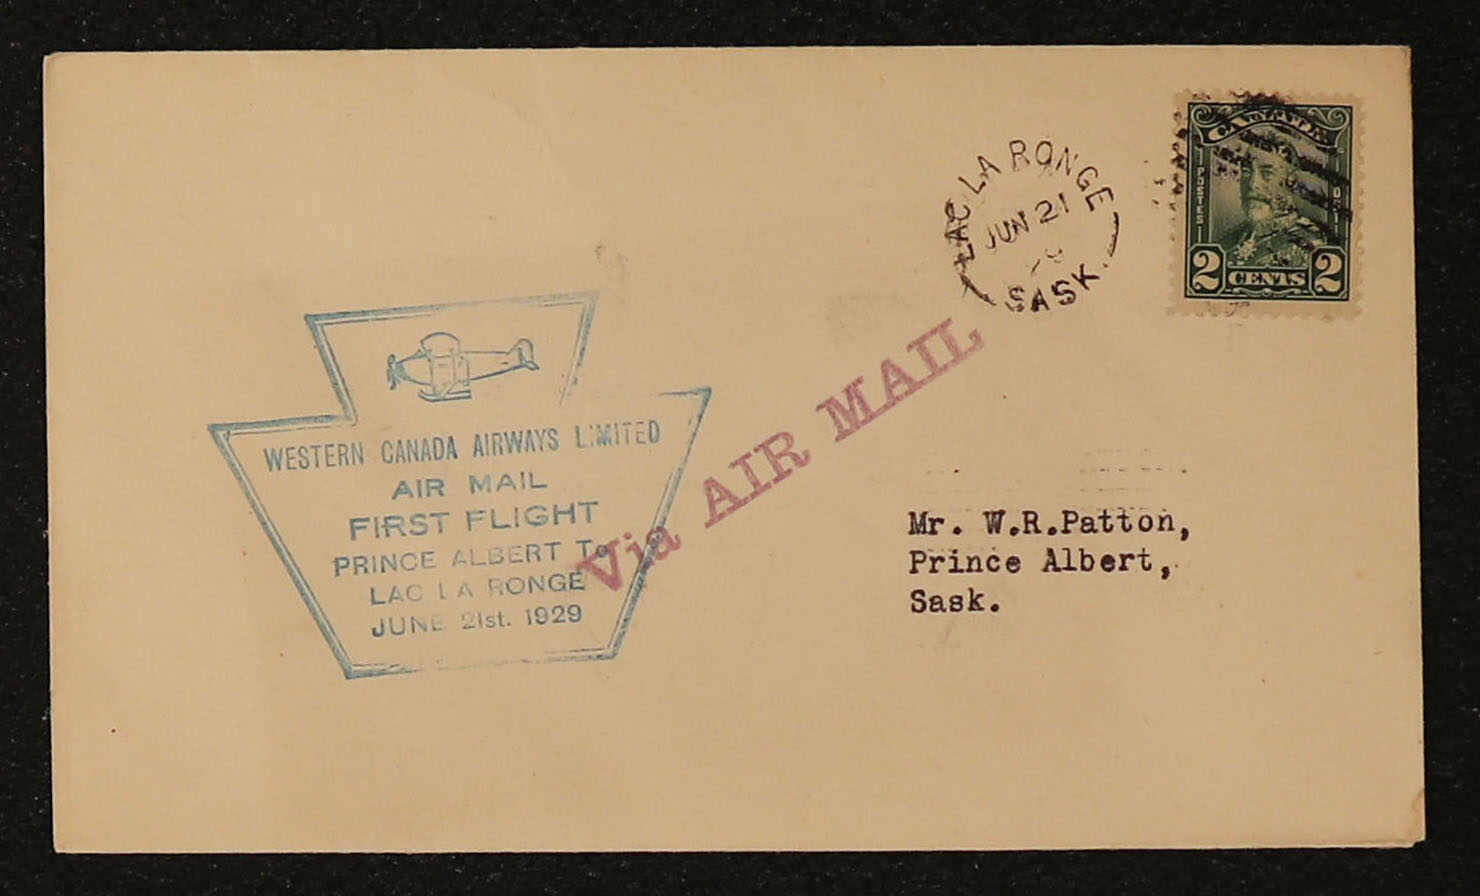 LAC LA RONGE
JUN 21
SASK.
CANADA
POSTES
2 CENTS 2
WESTERN CANADA AIRWAYS LIMITED
AIR MAIL
FIRST FLIGHT
PRINCE ALBERT To
LAC LA RONGE
JUNE 21st. 1929
Via AIR MAIL
Mr. W.R.Patton,
Prince Albert,
Sask.